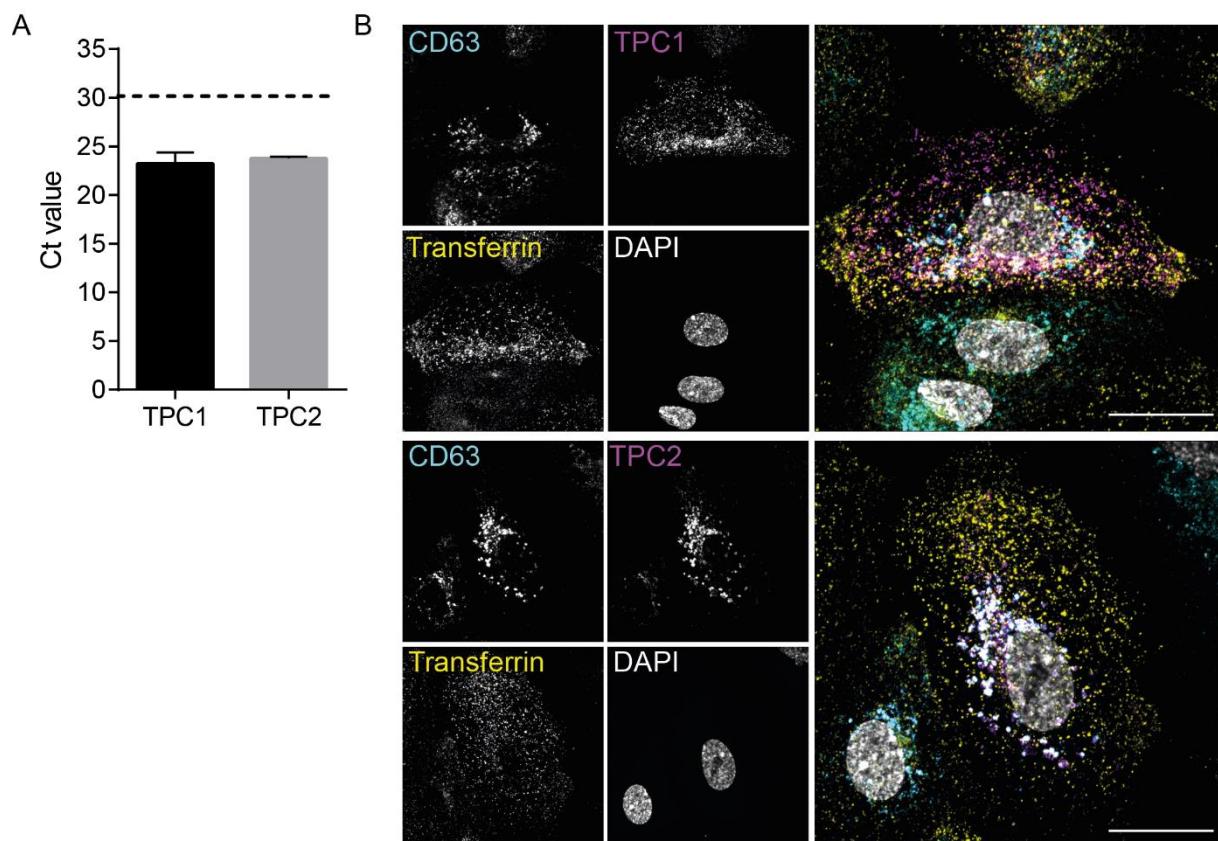 A
Ct value
35
30
25
20
15
10
5
0
TPC1 TPC2
B
CD63 TPC1
Transferrin DAPI
CD63 TPC2
Transferrin DAPI